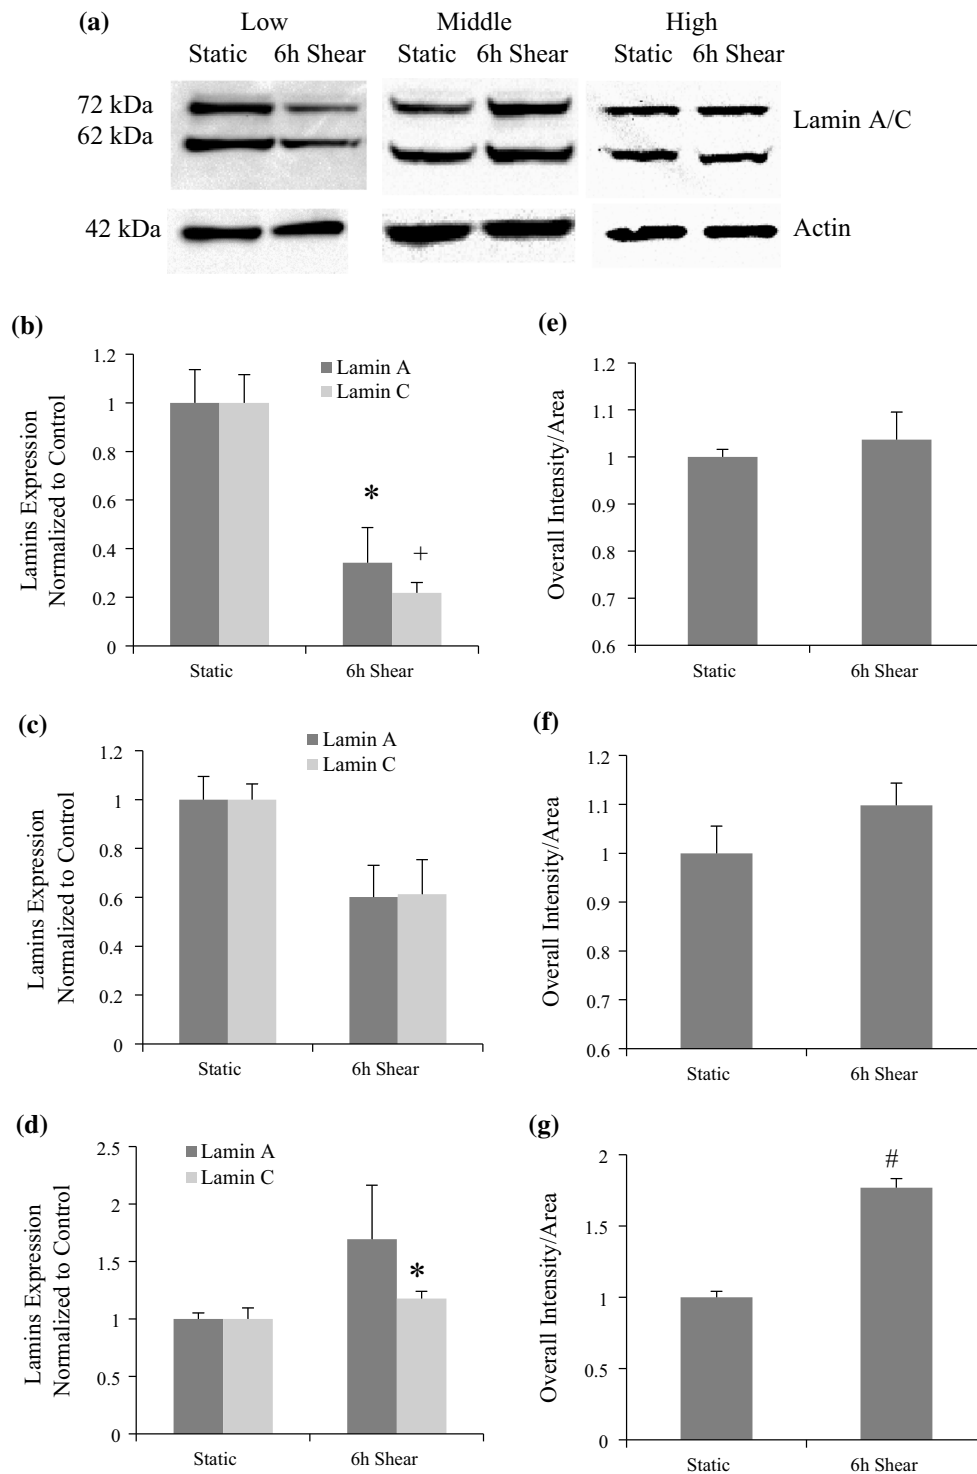 (a)
Low Middle High
Static 6h Shear Static 6h Shear Static 6h Shear
72 kDa
62 kDa
Lamin A/C
42 kDa
Actin
(b)
Lamins Expression
Normalized to Control
1.2
1
0.8
0.6
0.4
0.2
0
Lamin A
Lamin C
*
+
Static 6h Shear
(e)
Overall Intensity/Area
1.2
1.1
1
0.9
0.8
0.7
0.6
Static 6h Shear
(c)
Lamins Expression
Normalized to Control
1.2
1
0.8
0.6
0.4
0.2
0
Lamin A
Lamin C
Static 6h Shear
(f)
Overall Intensity/Area
1.2
1.1
1
0.9
0.8
0.7
0.6
Static 6h Shear
(d)
Lamins Expression
Normalized to Control
2.5
2
1.5
1
0.5
0
Lamin A
Lamin C
*
Static 6h Shear
(g)
Overall Intensity/Area
2
1.5
1
0.5
0
#
Static 6h Shear